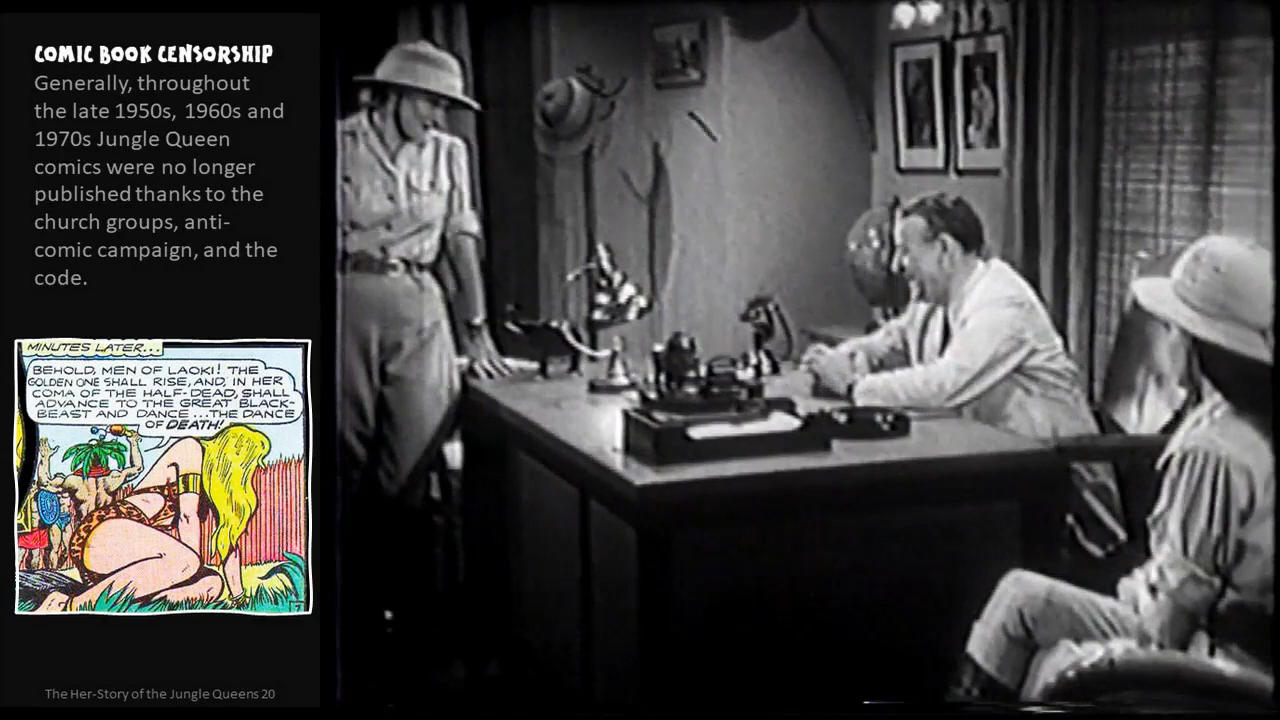 COMIC BOOK CENSORSHIP
Generally, throughout
the late 1950s, 1960s and
1970s Jungle Queen
comics were no longer
published thanks to the
church groups, anti-
comic campaign, and the
code.
MINUTES LATER...
BEHOLD, MEN OF LAOKI! THE
GOLDEN ONE SHALL RISE, AND, IN HER
COMA OF THE HALF-DEAD, SHALL
ADVANCE TO THE GREAT BLACK-
BEAST AND DANCE...THE DANCE
OF DEATH!
7
The Her-Story of the Jungle Queens 20